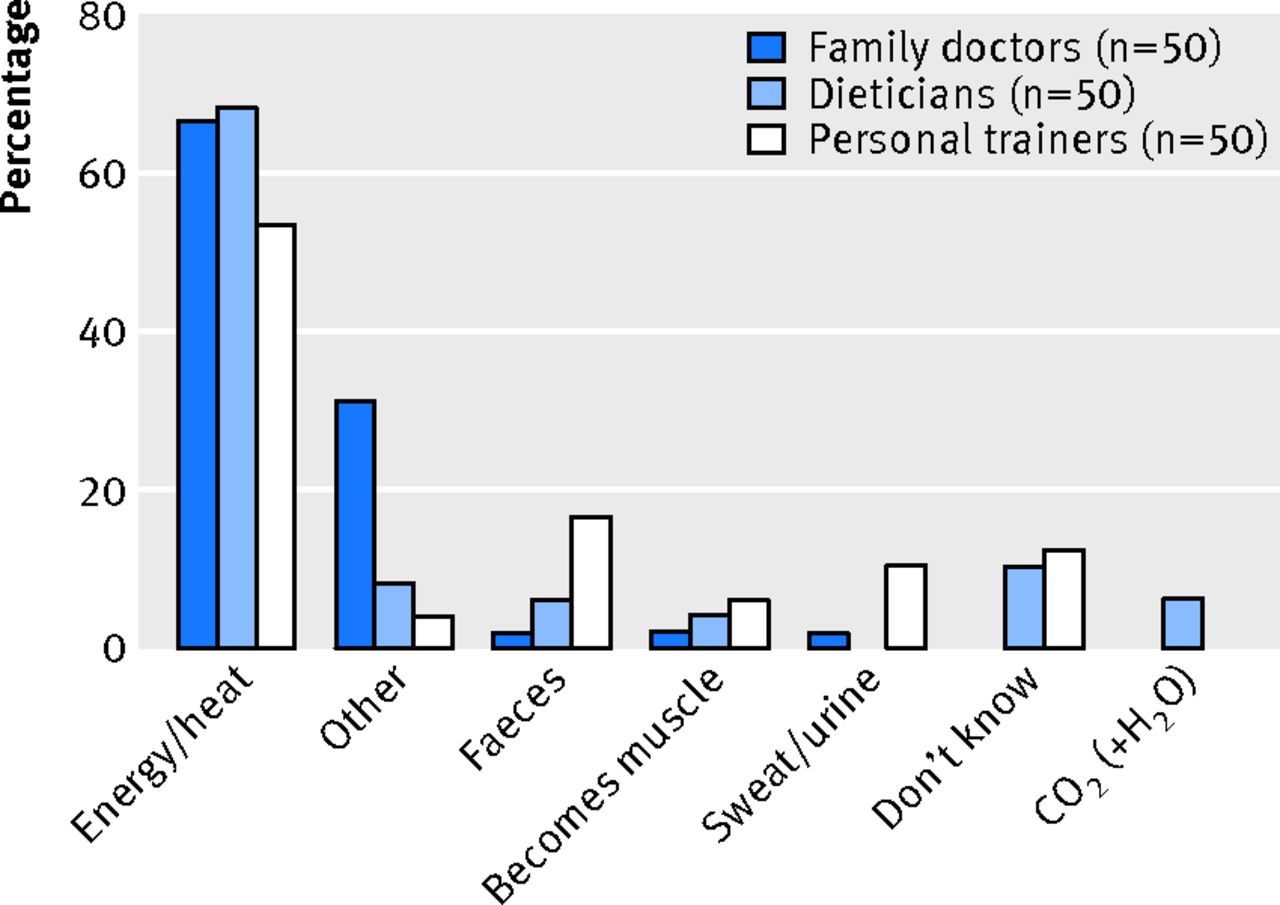 Percentage
80
60
40
20
0
Family doctors (n=50)
Dieticians (n=50)
Personal trainers (n=50)
Energy/heat
Other
Faeces
Becomes muscle
Sweat/urine
Don't know
CO₂ (+H₂O)